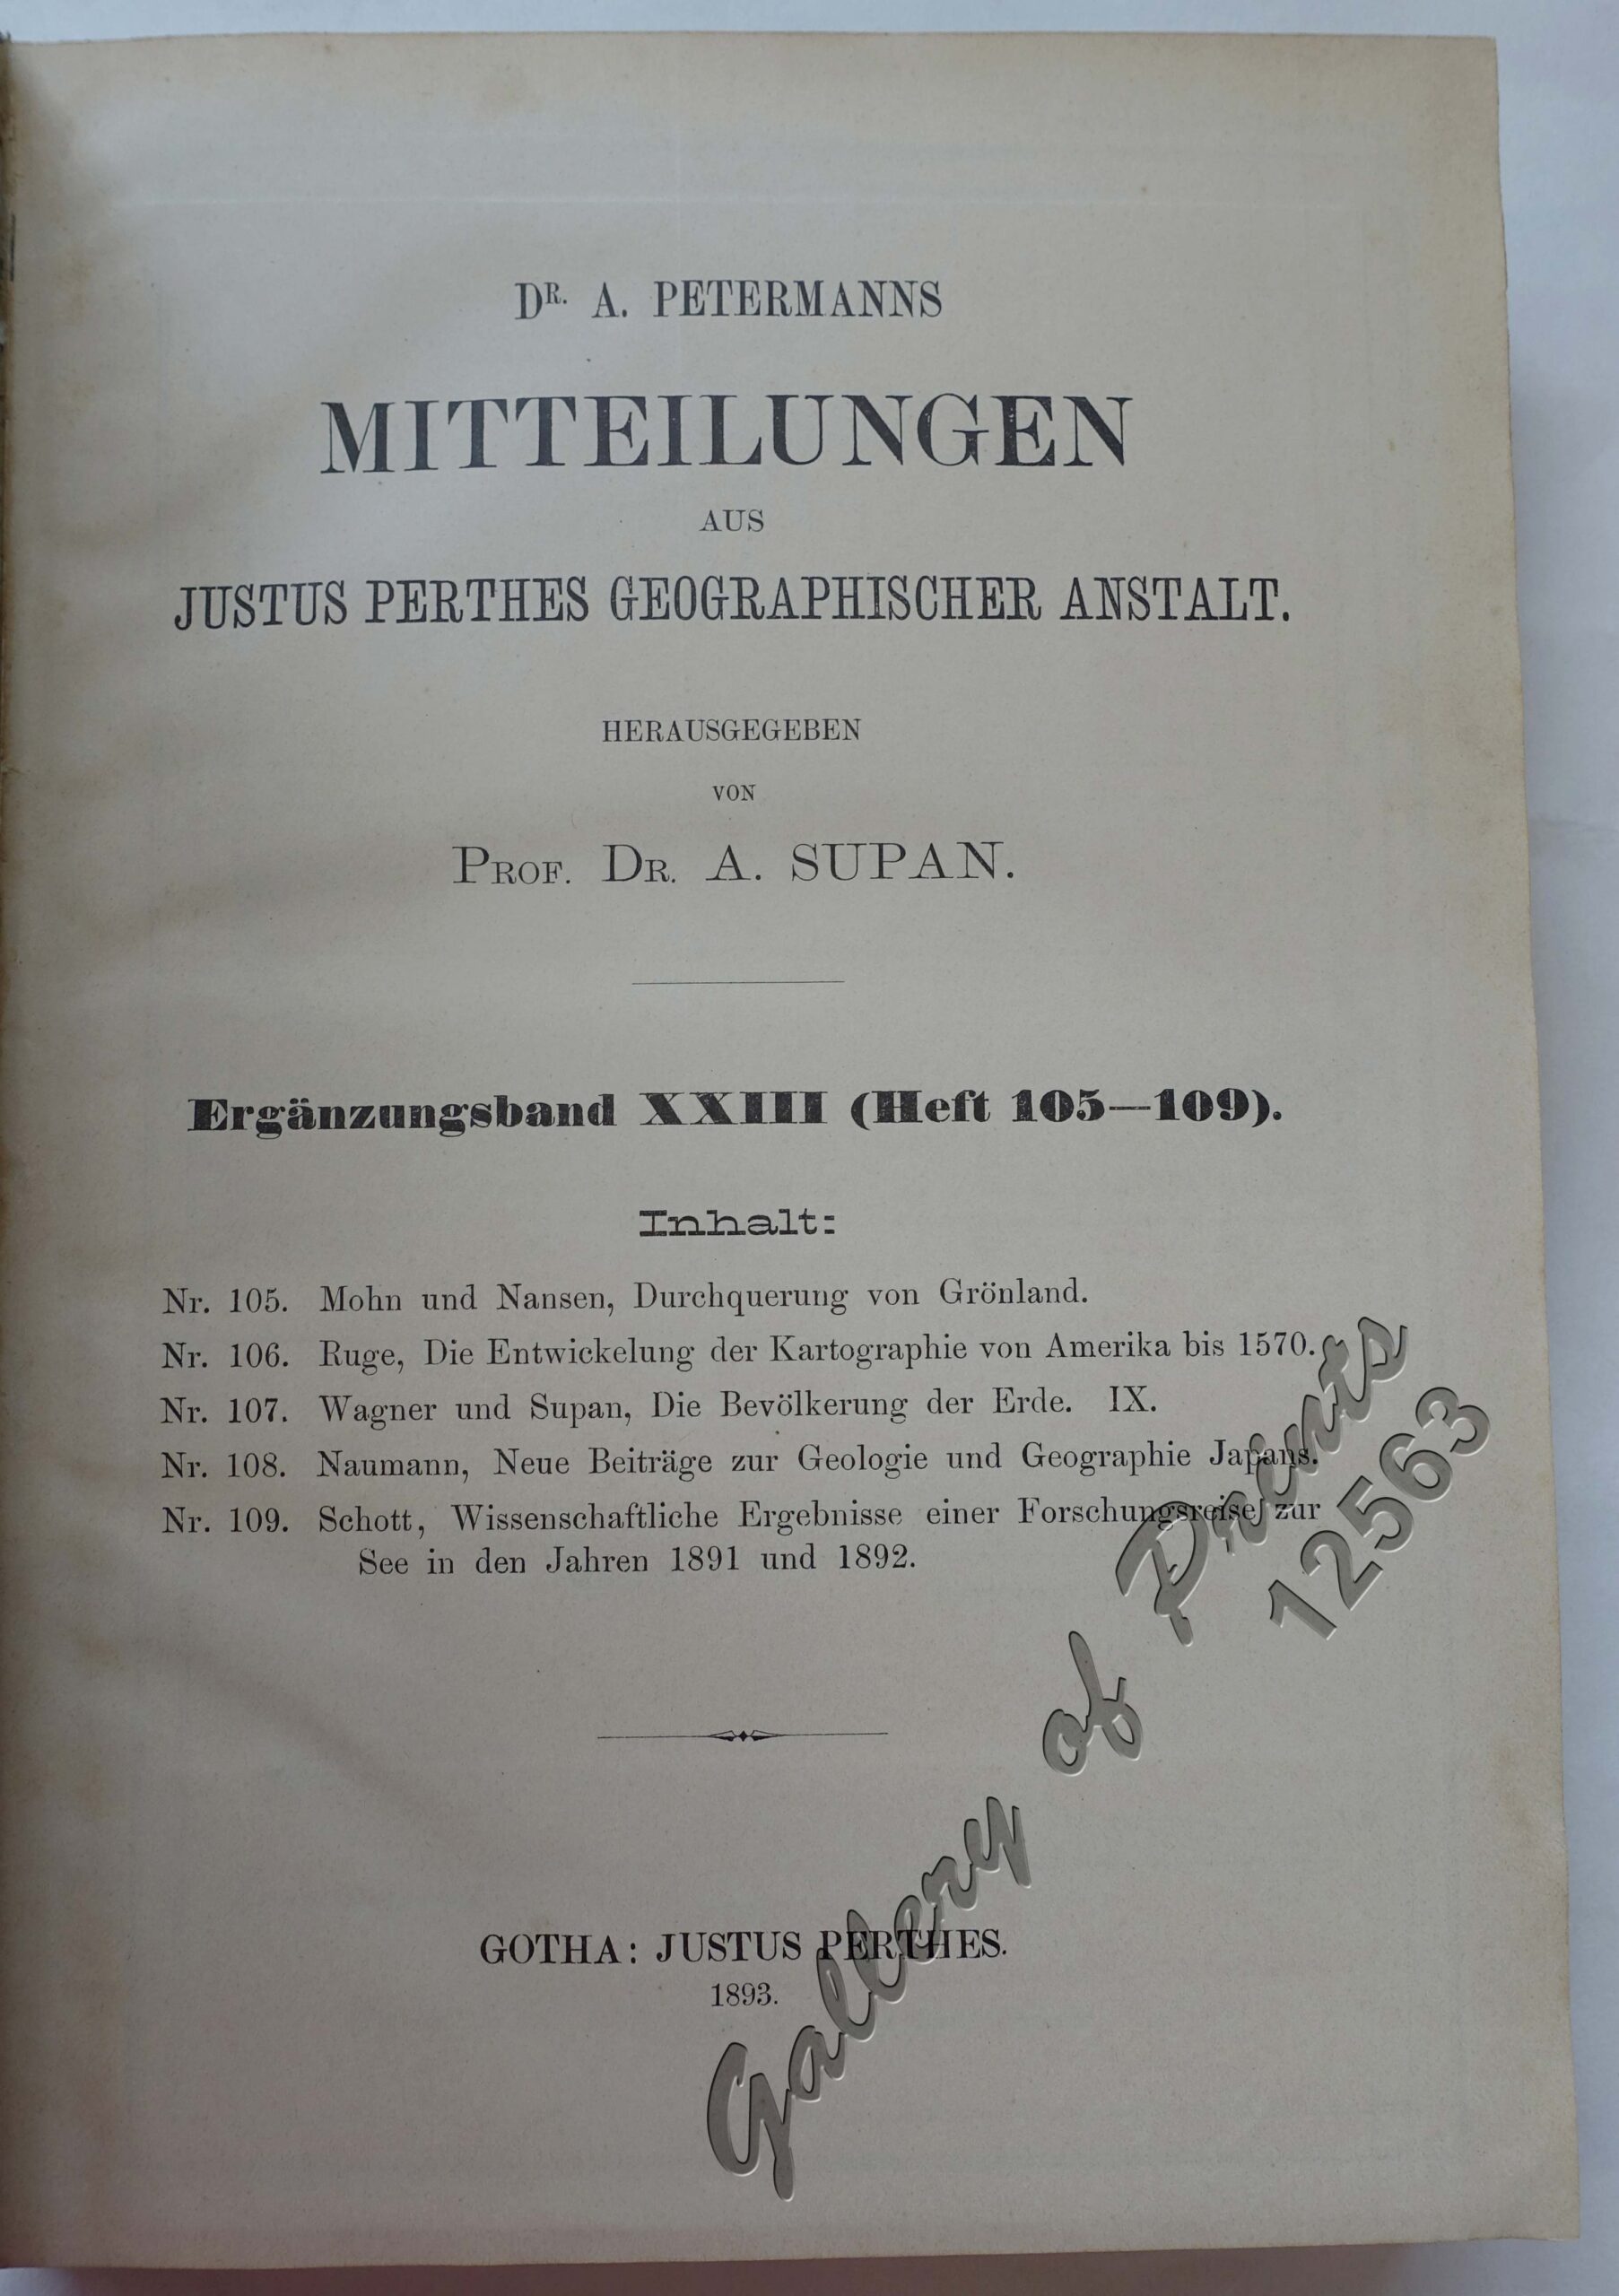 DR. A. PETERMANNS
MITTEILUNGEN
AUS
JUSTUS PERTHES GEOGRAPHISCHER ANSTALT.
HERAUSGEGEBEN
VON
PROF. DR. A. SUPAN.
Ergänzungsband XXIII (Heft 105—109).
Inhalt:
Nr. 105. Mohn und Nansen, Durchquerung von Grönland.
Nr. 106. Ruge, Die Entwickelung der Kartographie von Amerika bis 1570.
Nr. 107. Wagner und Supan, Die Bevölkerung der Erde. IX.
Nr. 108. Naumann, Neue Beiträge zur Geologie und Geographie Japans.
Nr. 109. Schott, Wissenschaftliche Ergebnisse einer Forschungsreise zur
See in den Jahren 1891 und 1892.
GOTHA: JUSTUS PERTHES.
1893.
Gallery of Prints
12563